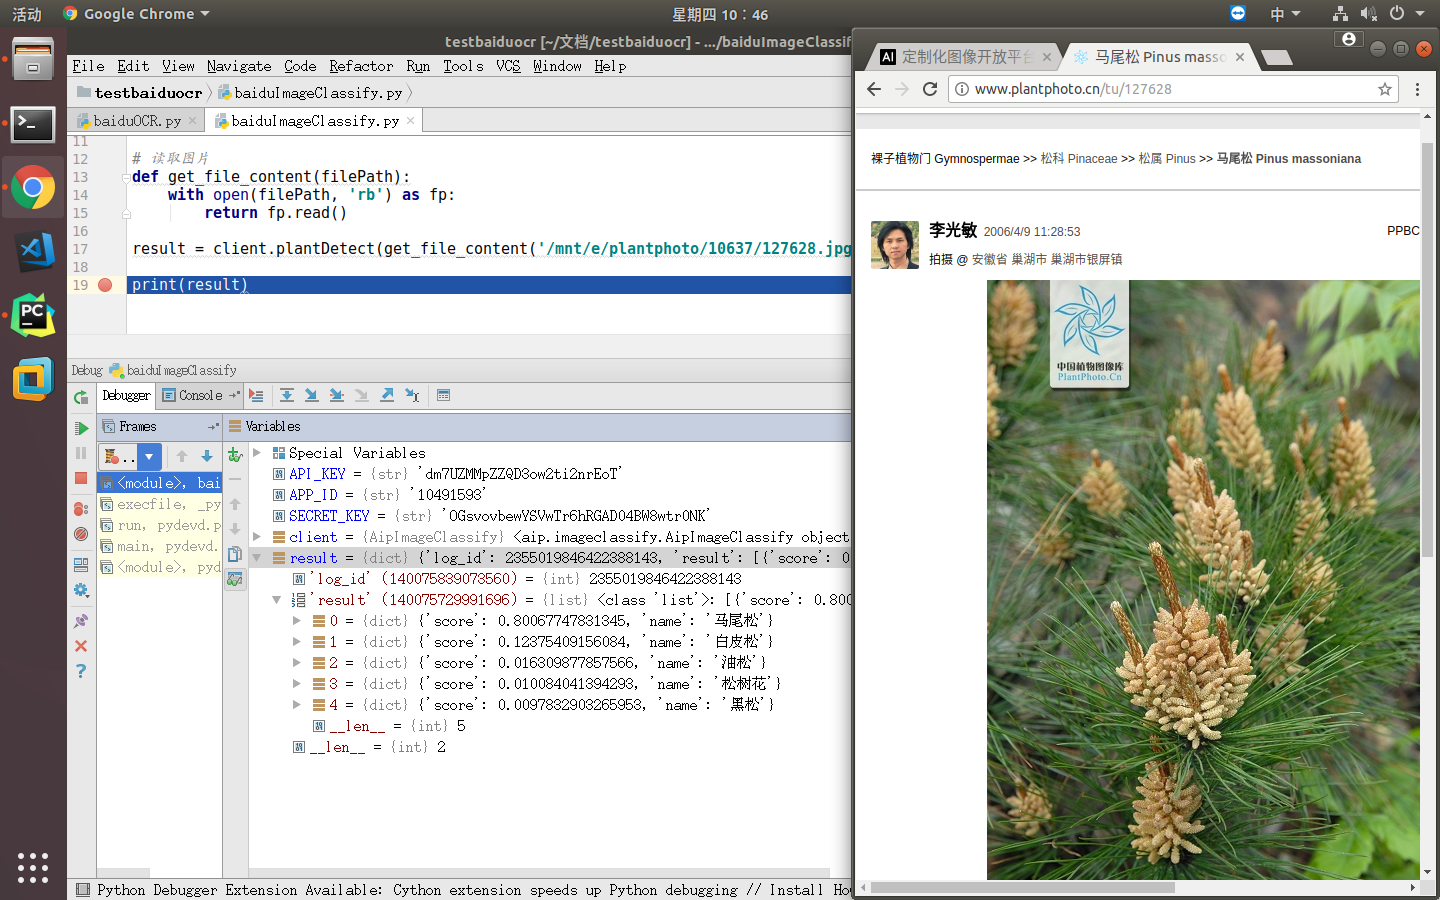 活动
Google Chrome
星期四 10：46
中
testbaiduocr [~/文档/testbaiduocr] - .../baiduImageClassif
File Edit View Navigate Code Refactor Run Tools VCS Window Help
testbaiduocr
baiduImageClassify.py
baiduOCR.py
baiduImageClassify.py
11
12 # 读取图片
13 def get_file_content(filePath):
14 with open(filePath, 'rb') as fp:
15 return fp.read()
16
17 result = client.plantDetect(get_file_content('/mnt/e/plantphoto/10637/127628.jpg
18
19 print(result)
Debug baiduImageClassify
Debugger
Console
Frames
Variables
<module>, bai
execfile, _py
run, pydevd.p
main, pydevd.
<module>, pyd
Special Variables
API_KEY = {str} 'dm7UZMMpZZQD3ow2ti2nrEoT'
APP_ID = {str} '10491593'
SECRET_KEY = {str} 'OGsvovbewYSVwTr6hRGAD04BW8wtr0NK'
client = {AipImageClassify} <aip.imageclassify.AipImageClassify object
result = {dict} {'log_id': 2355019846422388143, 'result': [{'score': 0
'log_id' (140075839073560) = {int} 2355019846422388143
'result' (140075729991696) = {list} <class 'list'>: [{'score': 0.800
0 = {dict} {'score': 0.80067747831345, 'name': '马尾松'}
1 = {dict} {'score': 0.12375409156084, 'name': '白皮松'}
2 = {dict} {'score': 0.016309877857566, 'name': '油松'}
3 = {dict} {'score': 0.010084041394293, 'name': '松树花'}
4 = {dict} {'score': 0.0097832903265953, 'name': '黑松'}
__len__ = {int} 5
__len__ = {int} 2
Python Debugger Extension Available: Cython extension speeds up Python debugging // Install Ho
AI 定制化图像开放平台
马尾松 Pinus masso
www.plantphoto.cn/tu/127628
裸子植物门 Gymnospermae >> 松科 Pinaceae >> 松属 Pinus >> 马尾松 Pinus massoniana
李光敏 2006/4/9 11:28:53
PPBC
拍摄 @ 安徽省 巢湖市 巢湖市银屏镇
中国植物图像库
PlantPhoto.Cn